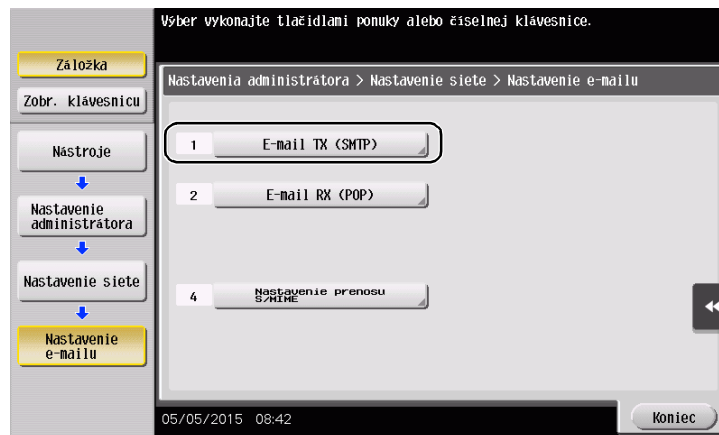 Výber vykonajte tlačidlami ponuky alebo číselnej klávesnice.
Záložka
Zobr. klávesnicu
Nástroje
Nastavenie
administrátora
Nastavenie siete
Nastavenie
e-mailu
Nastavenia administrátora > Nastavenie siete > Nastavenie e-mailu
1 E-mail TX (SMTP)
2 E-mail RX (POP)
4 Nastavenie prenosu
S/MIME
05/05/2015 08:42
Koniec